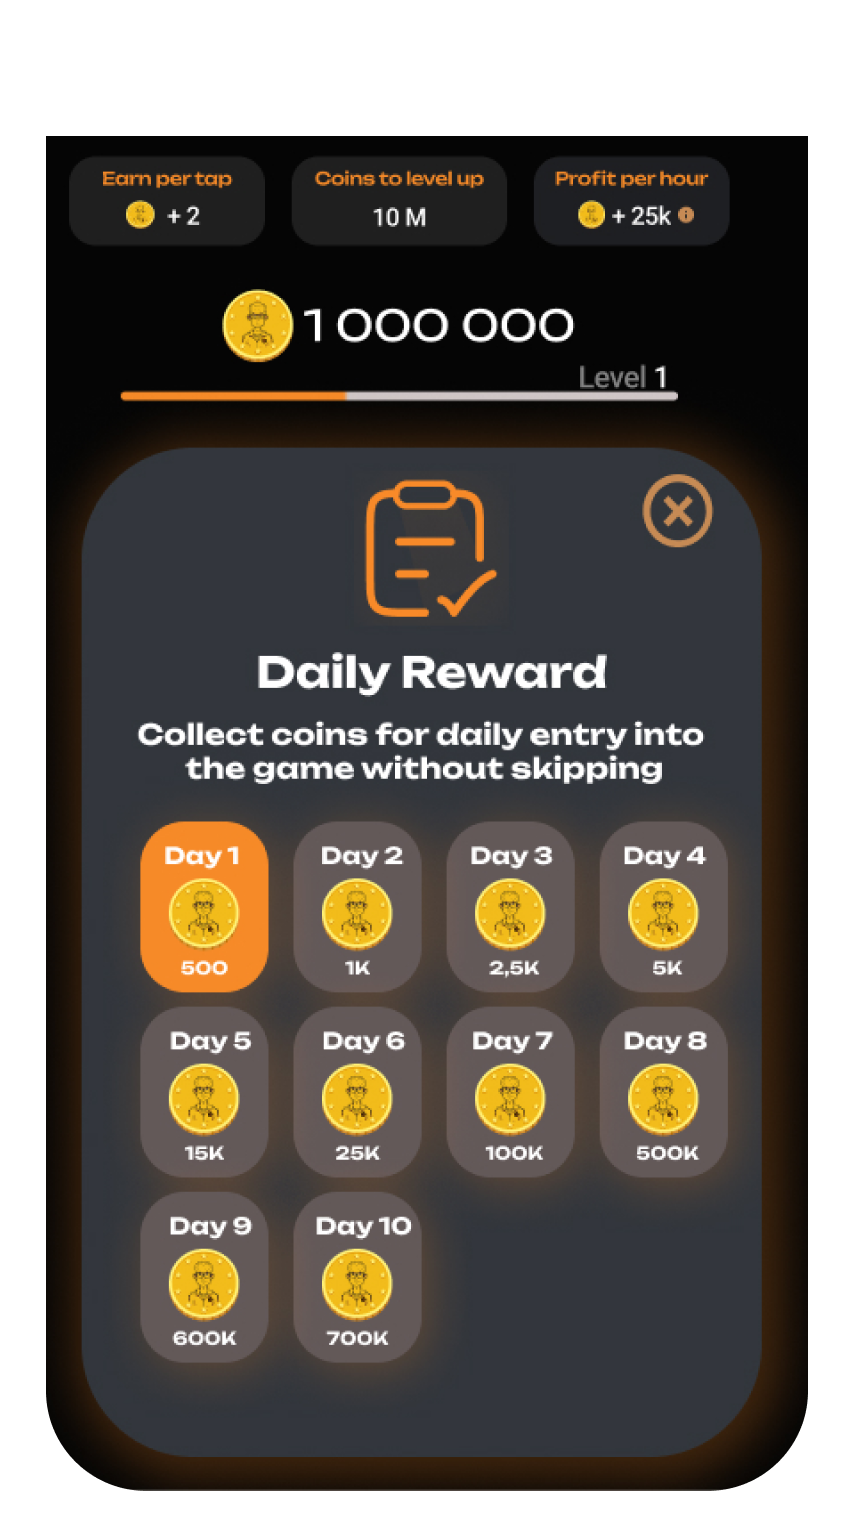 Earn per tap
+ 2
Coins to level up
10 M
Profit per hour
+ 25k
1 000 000
Level 1
Daily Reward
Collect coins for daily entry into
the game without skipping
Day 1
500
Day 2
1K
Day 3
2,5K
Day 4
5K
Day 5
15K
Day 6
25K
Day 7
100K
Day 8
500K
Day 9
600K
Day 10
700K